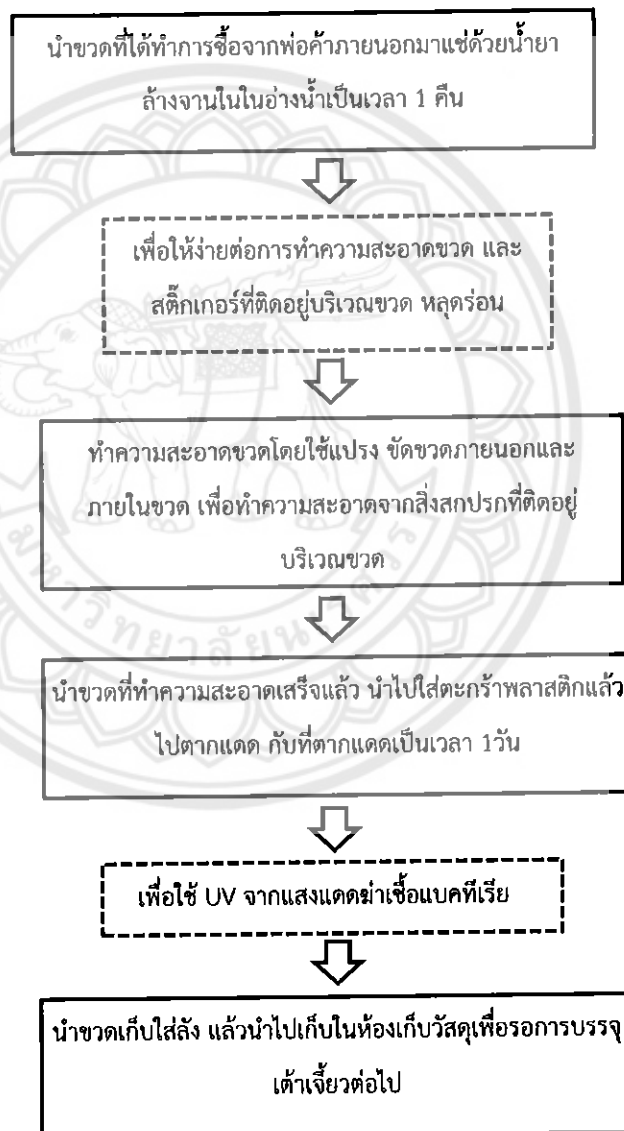 นำขวดที่ได้ทำการซื้อจากพ่อค้าภายนอกมาแช่ด้วยน้ำยา
ล้างจานในในอ่างน้ำเป็นเวลา 1 คืน
เพื่อให้ง่ายต่อการทำความสะอาดขวด และ
สติ๊กเกอร์ที่ติดอยู่บริเวณขวด หลุดร่อน
ทำความสะอาดขวดโดยใช้แปรง ขัดขวดภายนอกและ
ภายในขวด เพื่อทำความสะอาดจากสิ่งสกปรกที่ติดอยู่
บริเวณขวด
นำขวดที่ทำความสะอาดเสร็จแล้ว นำไปใส่ตะกร้าพลาสติกแล้ว
ไปตากแดด กับที่ตากแดดเป็นเวลา 1วัน
เพื่อใช้ UV จากแสงแดดฆ่าเชื้อแบคทีเรีย
นำขวดเก็บใส่ลัง แล้วนำไปเก็บในห้องเก็บวัสดุเพื่อรอการบรรจุ
เต้าเจี้ยวต่อไป